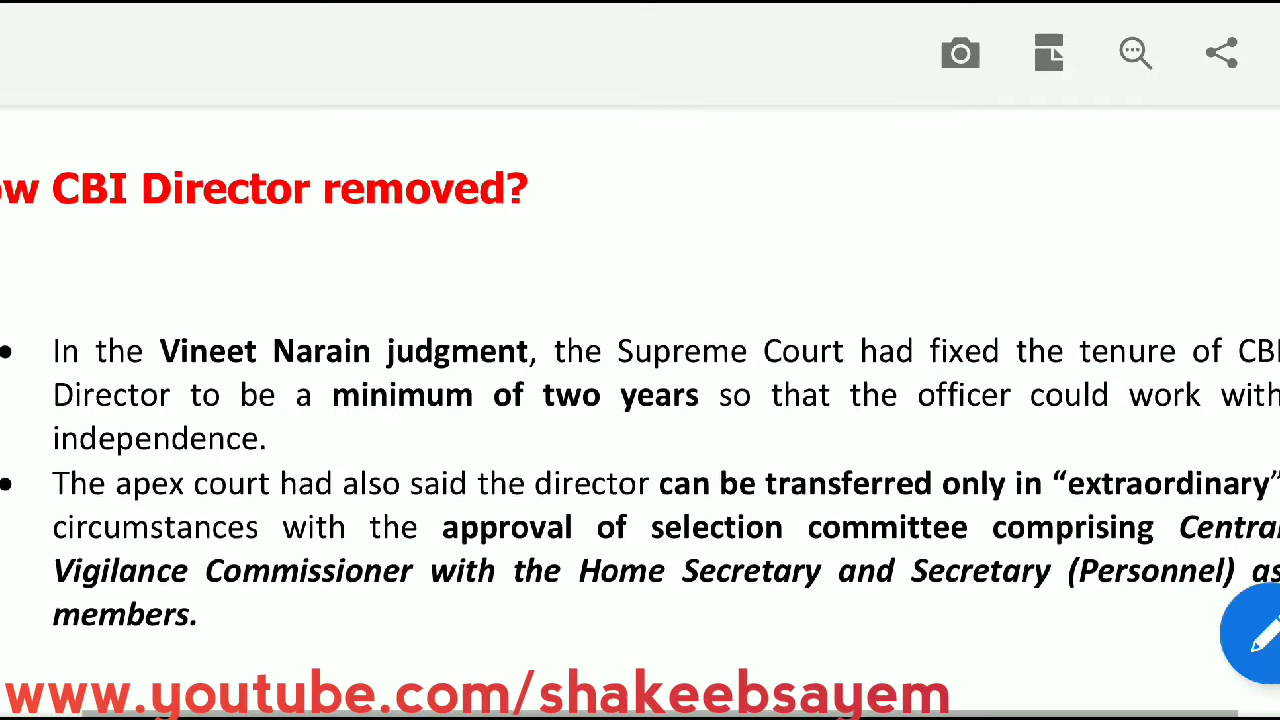 ow CBI Director removed?
• In the Vineet Narain judgment, the Supreme Court had fixed the tenure of CBI
Director to be a minimum of two years so that the officer could work with
independence.
• The apex court had also said the director can be transferred only in “extraordinary”
circumstances with the approval of selection committee comprising Central
Vigilance Commissioner with the Home Secretary and Secretary (Personnel) as
members.
www.youtube.com/shakeebsayem